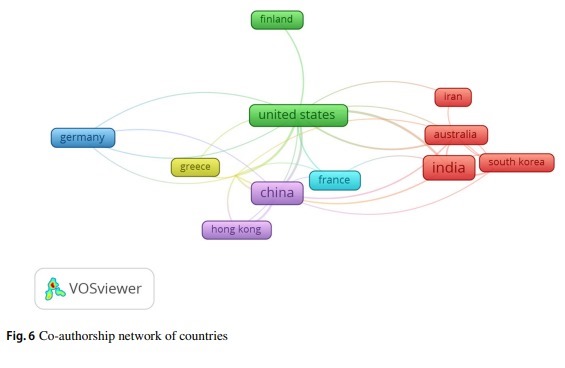 finland
iran
united states
australia
germany
south korea
greece
india
france
china
hong kong
VOSviewer
Fig. 6 Co-authorship network of countries